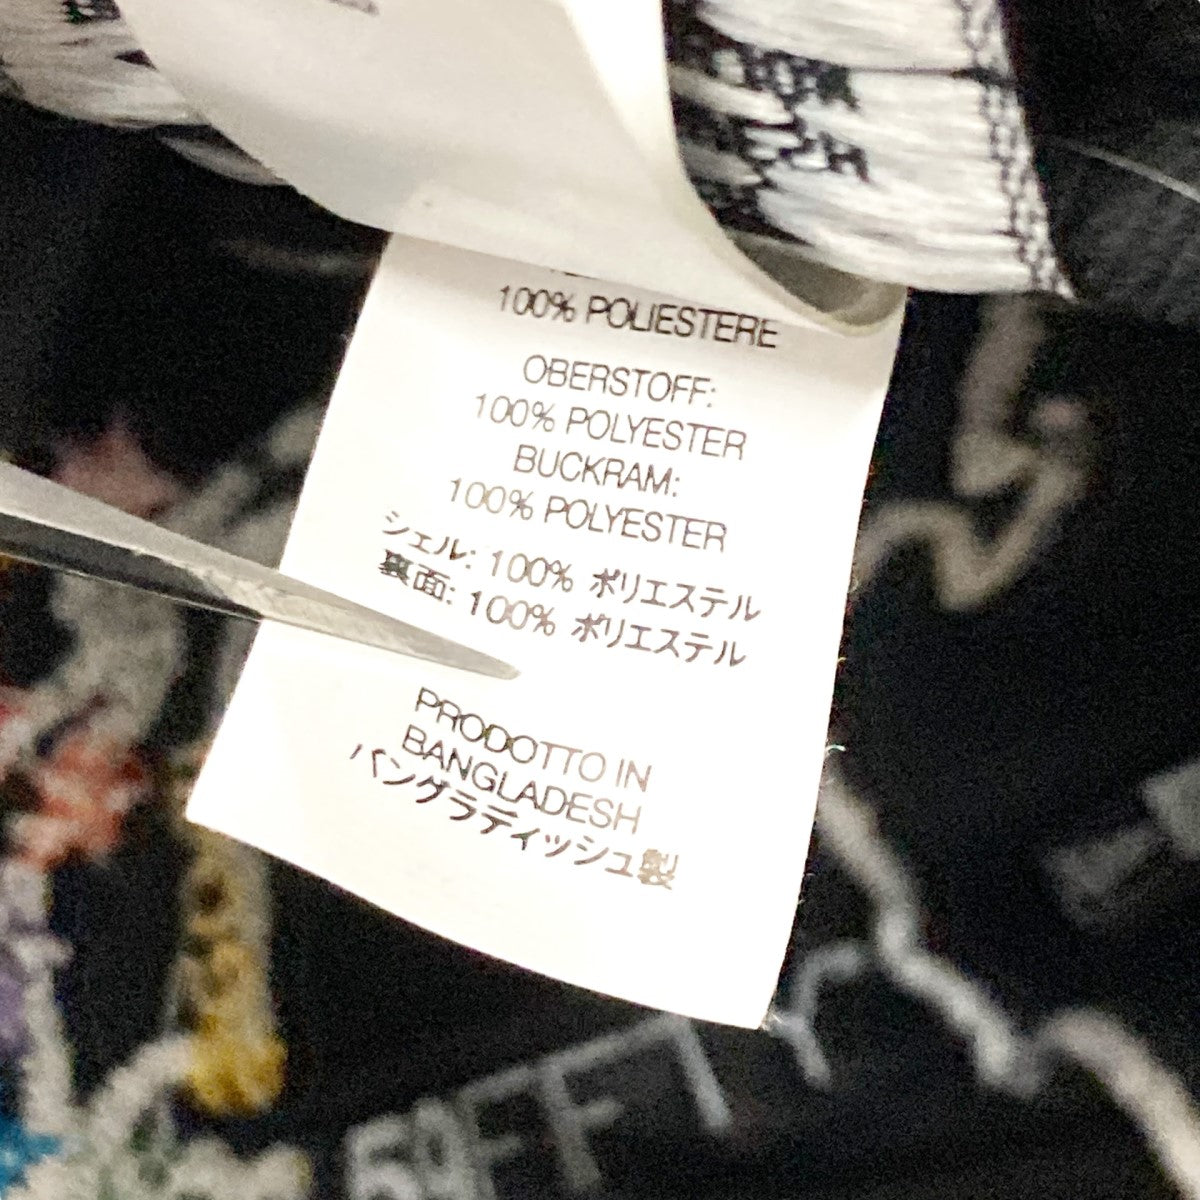 100% POLIESTERE
OBERSTOFF:
100% POLYESTER
BUCKRAM:
100% POLYESTER
シェル: 100% ポリエステル
裏面: 100% ポリエステル
PRODOTTO IN
BANGLADESH
バングラディッシュ製